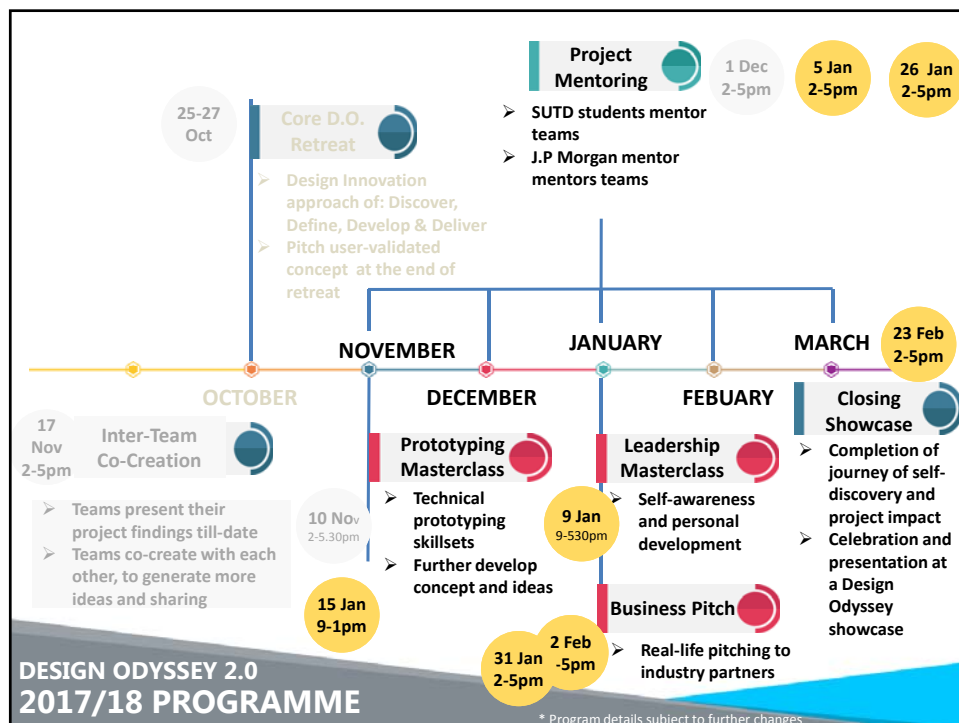 Project
Mentoring
1 Dec
2-5pm
5 Jan
2-5pm
26 Jan
2-5pm
➢ SUTD students mentor
teams
➢ J.P Morgan mentor
mentors teams
25-27
Oct
Core D.O.
Retreat
➢ Design Innovation
approach of: Discover,
Define, Develop & Deliver
➢ Pitch user-validated
concept at the end of
retreat
NOVEMBER
JANUARY
MARCH
23 Feb
2-5pm
OCTOBER
DECEMBER
FEBUARY
17
Nov
2-5pm
Inter-Team
Co-Creation
➢ Teams present their
project findings till-date
➢ Teams co-create with each
other, to generate more
ideas and sharing
10 Nov
2-5.30pm
15 Jan
9-1pm
Prototyping
Masterclass
➢ Technical
prototyping
skillsets
➢ Further develop
concept and ideas
Leadership
Masterclass
➢ Self-awareness
and personal
development
9 Jan
9-530pm
Business Pitch
➢ Real-life pitching to
industry partners
31 Jan
2-5pm
2 Feb
-5pm
Closing
Showcase
➢ Completion of
journey of self-
discovery and
project impact
➢ Celebration and
presentation at
a Design
Odyssey
showcase
DESIGN ODYSSEY 2.0
2017/18 PROGRAMME
* Program details subject to further changes